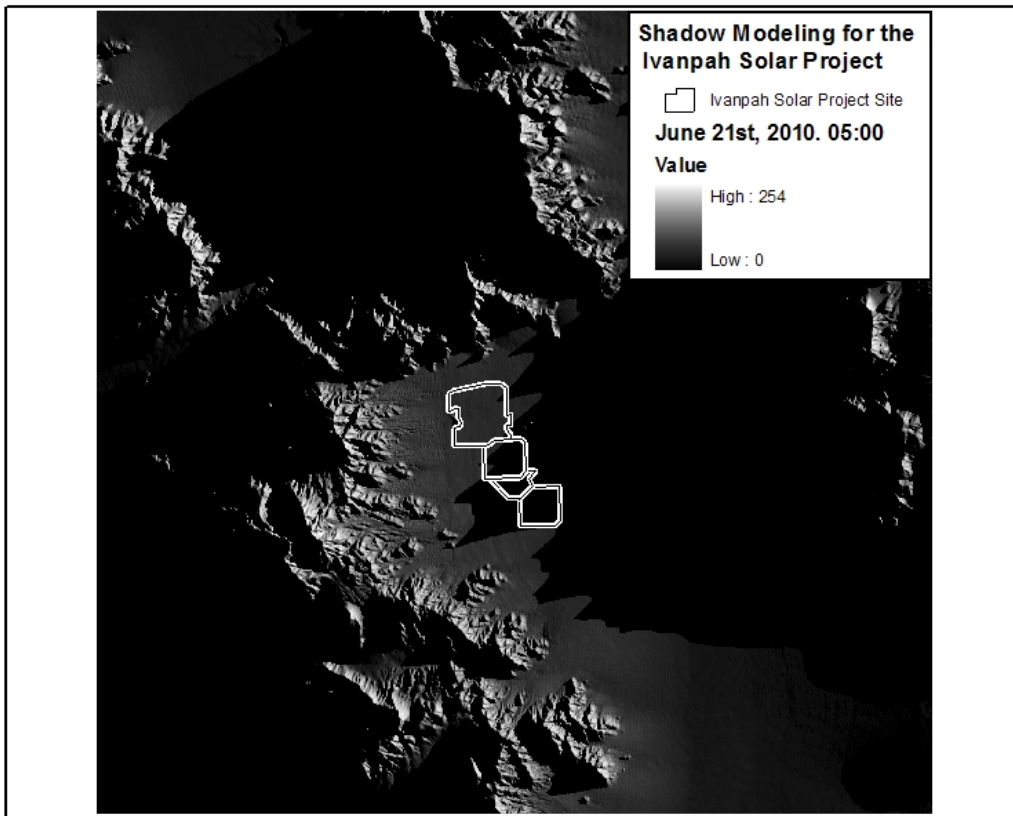 Shadow Modeling for the
Ivanpah Solar Project
Ivanpah Solar Project Site
June 21st, 2010. 05:00
Value
High : 254
Low : 0